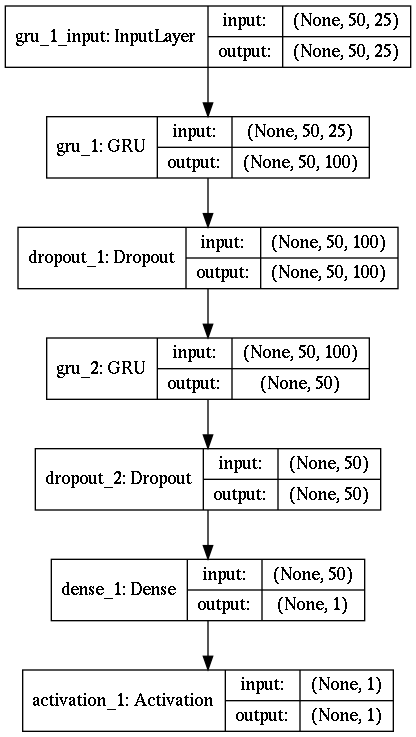 gru_1_input: InputLayer
input: (None, 50, 25)
output: (None, 50, 25)
gru_1: GRU
input: (None, 50, 25)
output: (None, 50, 100)
dropout_1: Dropout
input: (None, 50, 100)
output: (None, 50, 100)
gru_2: GRU
input: (None, 50, 100)
output: (None, 50)
dropout_2: Dropout
input: (None, 50)
output: (None, 50)
dense_1: Dense
input: (None, 50)
output: (None, 1)
activation_1: Activation
input: (None, 1)
output: (None, 1)